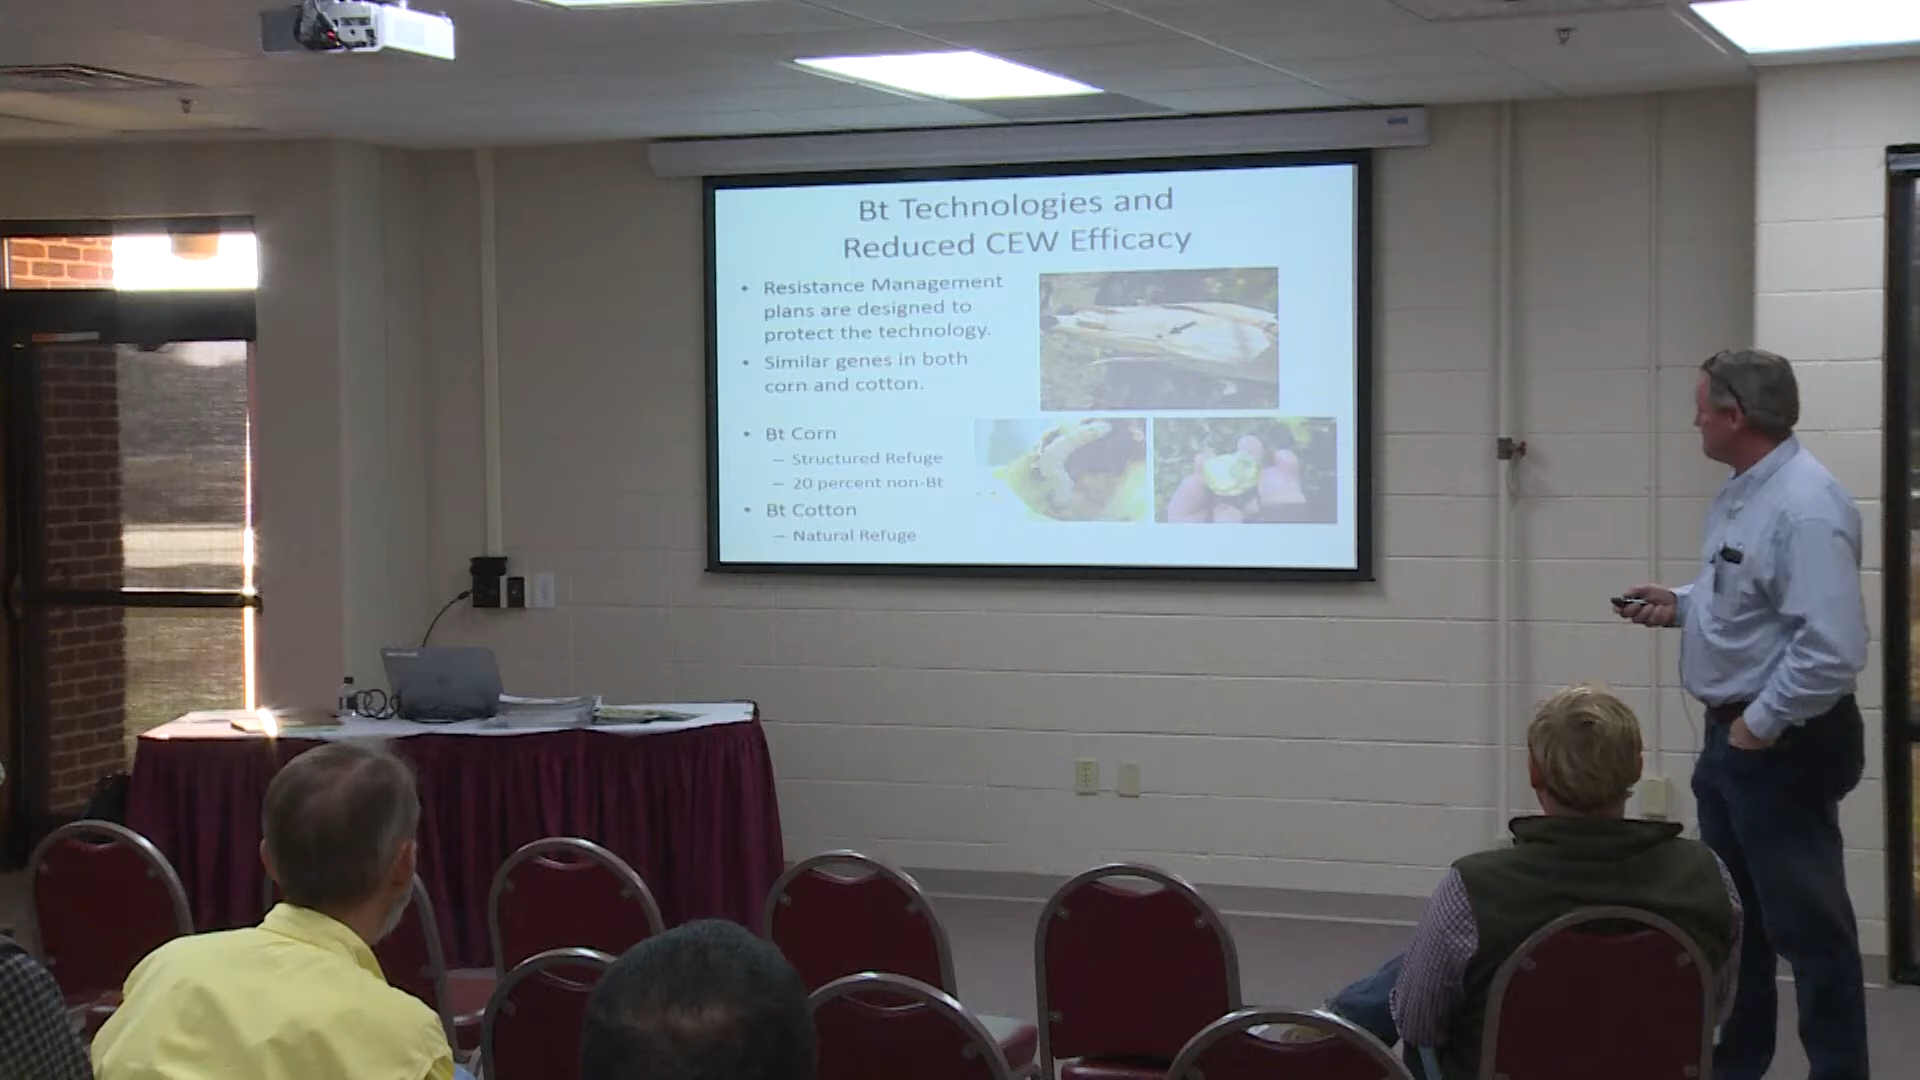 Bt Technologies and
Reduced CEW Efficacy
• Resistance Management
plans are designed to
protect the technology.
• Similar genes in both
corn and cotton.
• Bt Corn
– Structured Refuge
– 20 percent non-Bt
• Bt Cotton
– Natural Refuge